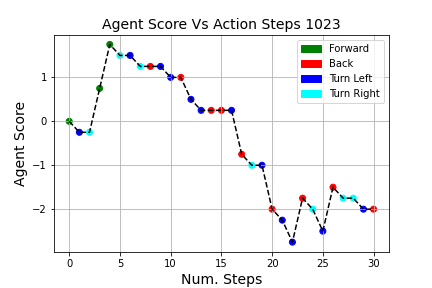 Agent Score Vs Action Steps 1023
Forward
Back
Turn Left
Turn Right
Agent Score
1
0
−1
−2
0 5 10 15 20 25 30
Num. Steps